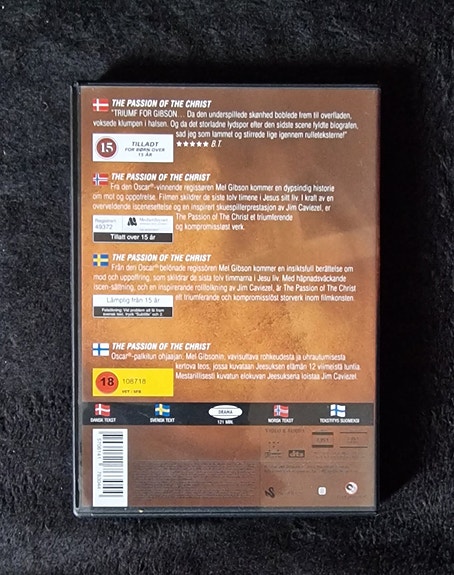 THE PASSION OF THE CHRIST
"TRIUMF FOR GIBSON... Da den underspillede skønhed boblede frem til overfladen,
voksede klumpen i halsen. Og da det storladne lydspor efter den sidste scene fyldte biografen,
sad jeg som lammet og stirrede lige igennem rulleteksterne!"
★★★★★ B.T.
15
TILLADT
FOR BØRN OVER
15 ÅR
THE PASSION OF THE CHRIST
Fra den Oscar®-vinnende regissøren Mel Gibson kommer en dypsindig historie
om mot og oppofrelse. Filmen skildrer de siste tolv timene i Jesus sitt liv. I kraft av en
overveldende iscenesettelse og en inspirert skuespillerprestasjon av Jim Caviezel, er
The Passion of The Christ et triumferende
og kompromissløst verk.
Registrert
Tillatt over 15 år
THE PASSION OF THE CHRIST
Från den Oscar® belönade regissören Mel Gibson kommer en insiktsfull berättelse om
mod och uppoffring, som skildrar de sista tolv timmarna i Jesu liv. Med häpnadsväckande
iscen-sättning, och en inspirerande rolltolkning av Jim Caviezel, är The Passion of The Christ
ett triumferande och kompromisslöst storverk inom filmkonsten.
Lämplig från 15 år
THE PASSION OF THE CHRIST
Oscar®-palkitun ohjaajan, Mel Gibsonin, vavisuttava rohkeudesta ja uhrautumisesta
kertova teos, jossa kuvataan Jeesuksen elämän 12 viimeistä tuntia.
Mestarillisesti kuvatun elokuvan Jeesuksena loistaa Jim Caviezel.
18
108718
DANSK TEKST
SVENSK TEXT
DRAMA
121 MIN.
NORSK TEKST
TEKSTITYS SUOMEKSI
dts